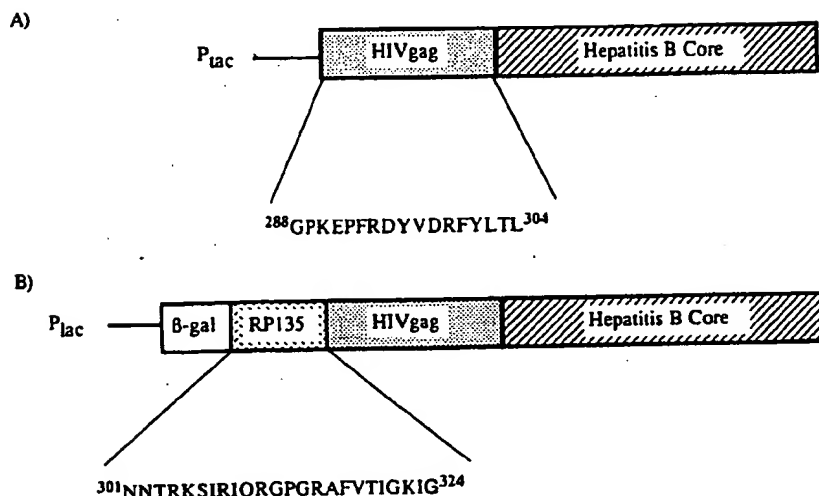 A)
P_tac HIVgag Hepatitis B Core
²⁸⁸GPKEPFRDYVDRFYLTL³⁰⁴
B)
P_lac β-gal RP135 HIVgag Hepatitis B Core
³⁰¹NNTRKSIRIQRGPGRAFVTIGKIG³²⁴